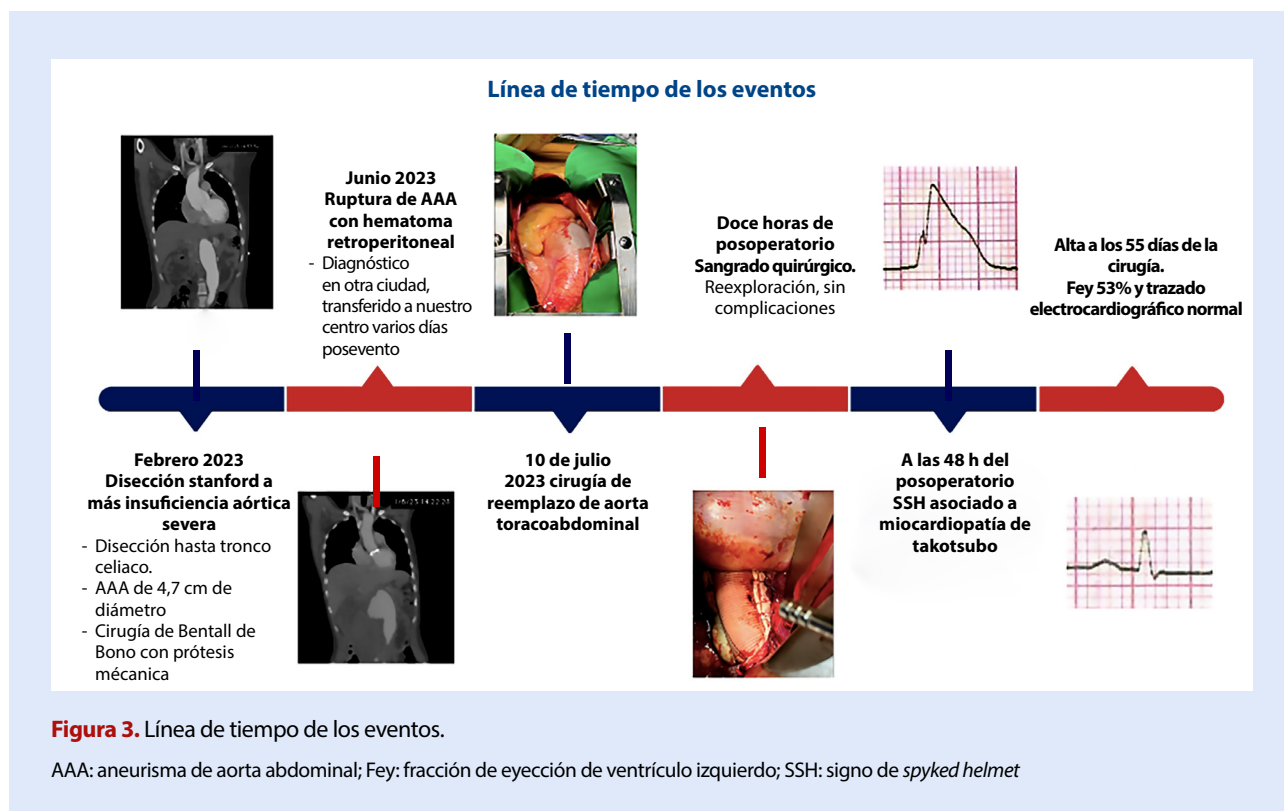 Línea de tiempo de los eventos
Junio 2023
Ruptura de AAA
con hematoma
retroperitoneal
- Diagnóstico
en otra ciudad,
transferido a nuestro
centro varios días
posevento
Doce horas de
posoperatorio
Sangrado quirúrgico.
Reexploración, sin
complicaciones
Alta a los 55 días de la
cirugía.
Fey 53% y trazado
electrocardiográfico normal
Febrero 2023
Disección stanford a
más insuficiencia aórtica
severa
- Disección hasta tronco
celiaco.
- AAA de 4,7 cm de
diámetro
- Cirugía de Bentall de
Bono con prótesis
mécanica
10 de julio
2023 cirugía de
reemplazo de aorta
toracoabdominal
A las 48 h del
posoperatorio
SSH asociado a
miocardiopatía de
takotsubo
Figura 3. Línea de tiempo de los eventos.
AAA: aneurisma de aorta abdominal; Fey: fracción de eyección de ventrículo izquierdo; SSH: signo de spyked helmet